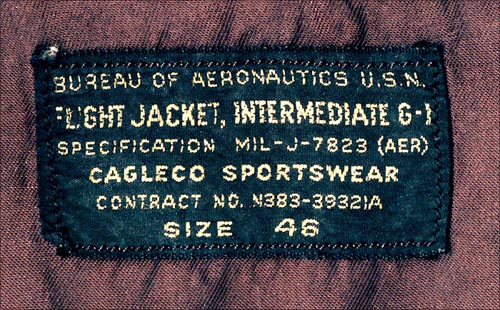 BUREAU OF AERONAUTICS U.S.N.
FLIGHT JACKET, INTERMEDIATE G-1
SPECIFICATION MIL-J-7823 (AER)
CAGLECO SPORTSWEAR
CONTRACT NO. N383-39321A
SIZE 46